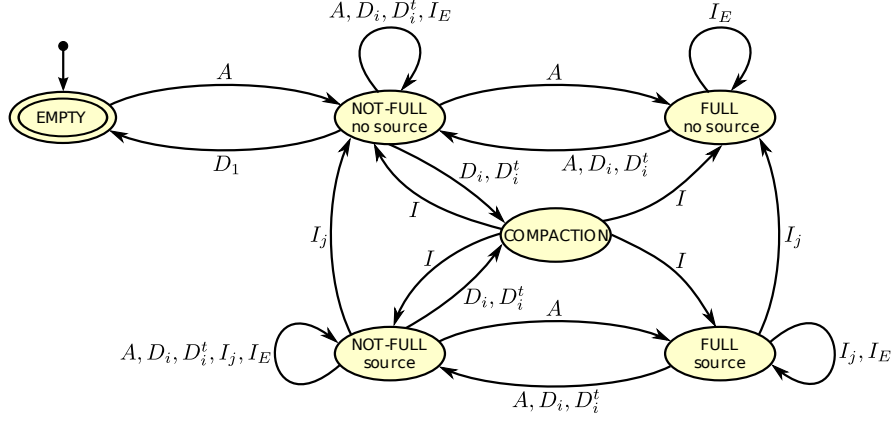 A, D_i, D_i^t, I_E
I_E
A
A
EMPTY
NOT-FULL
no source
FULL
no source
D_1
A, D_i, D_i^t
D_i, D_i^t
I
I
I_j
COMPACTION
I_j
I
I
D_i, D_i^t
A
NOT-FULL
source
FULL
source
A, D_i, D_i^t, I_j, I_E
I_j, I_E
A, D_i, D_i^t